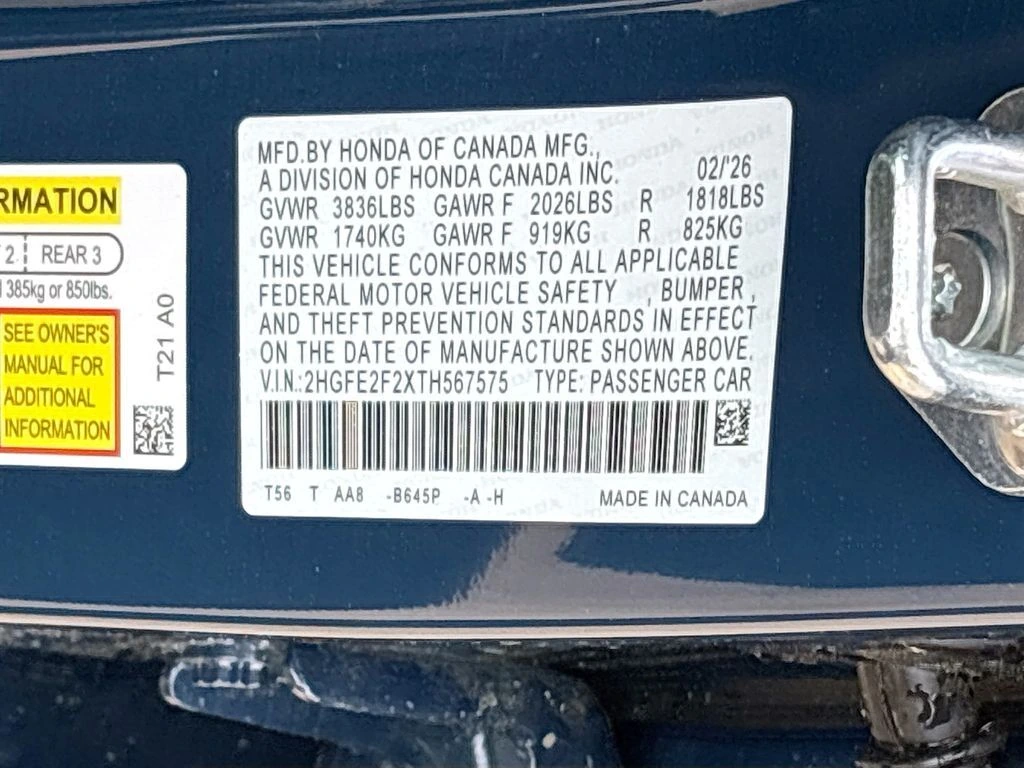 RMATION
2 REAR 3
385kg or 850lbs.
SEE OWNER'S
MANUAL FOR
ADDITIONAL
INFORMATION
T21 A0
MFD.BY HONDA OF CANADA MFG.,
A DIVISION OF HONDA CANADA INC. 02/'26
GVWR 3836LBS GAWR F 2026LBS R 1818LBS
GVWR 1740KG GAWR F 919KG R 825KG
THIS VEHICLE CONFORMS TO ALL APPLICABLE
FEDERAL MOTOR VEHICLE SAFETY , BUMPER ,
AND THEFT PREVENTION STANDARDS IN EFFECT
ON THE DATE OF MANUFACTURE SHOWN ABOVE.
V.I.N.:2HGFE2F2XTH567575 TYPE: PASSENGER CAR
T56 T AA8 -B645P -A -H MADE IN CANADA